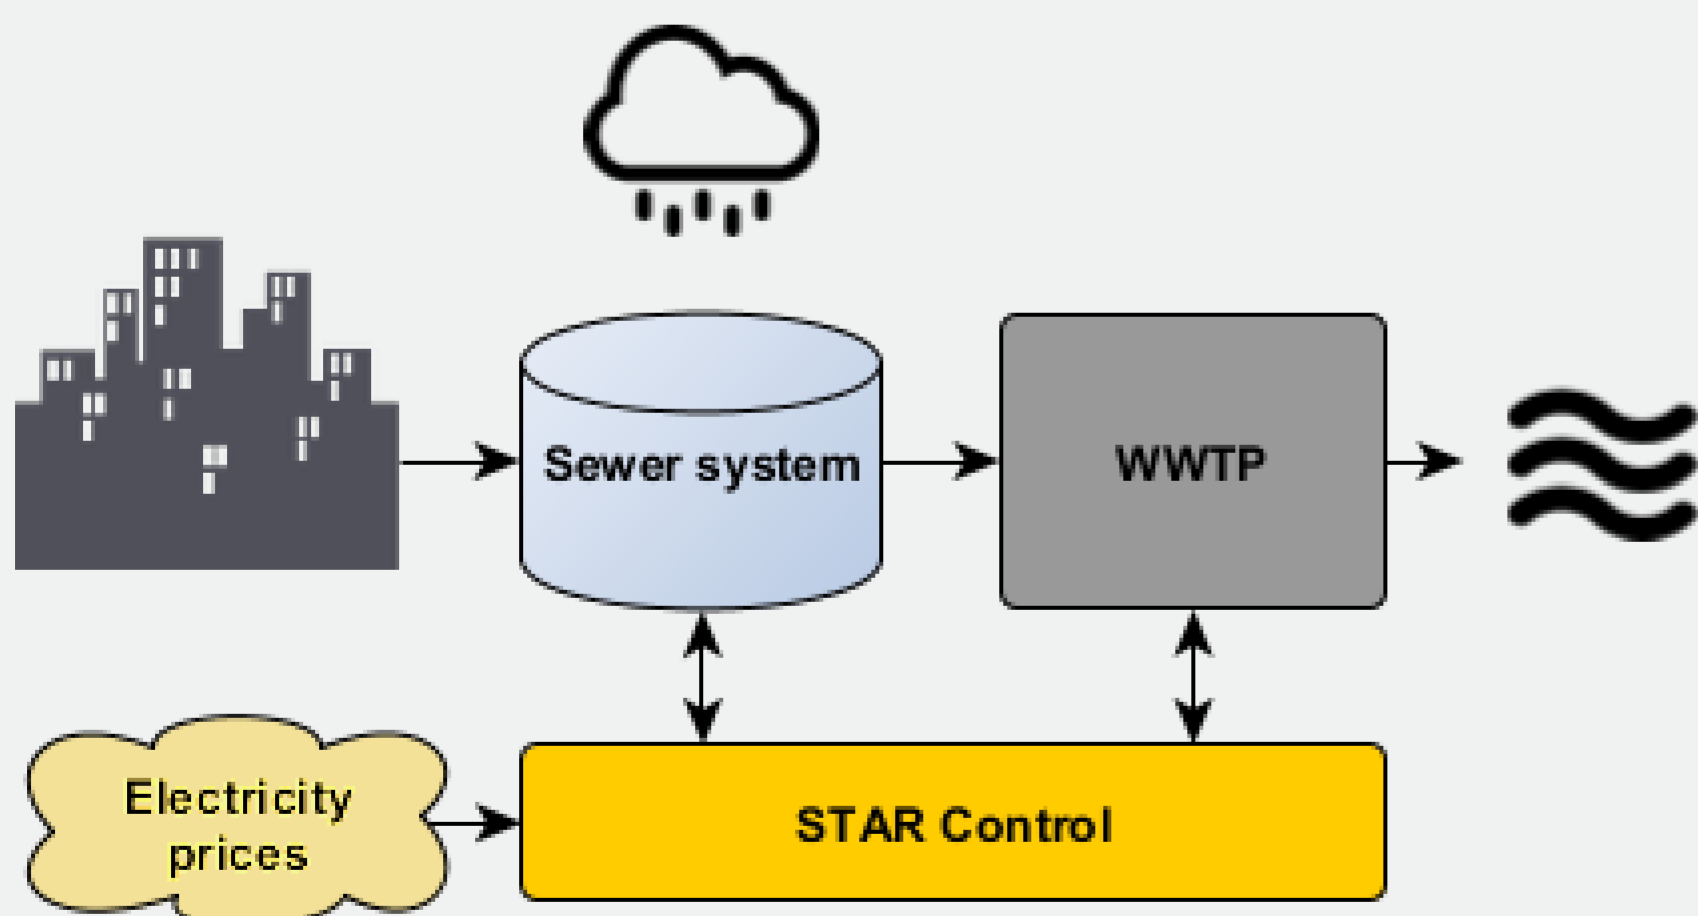 Sewer system
WWTP
Electricity
prices
STAR Control